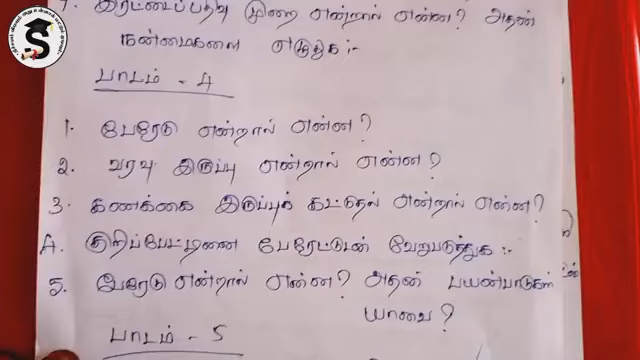 7. இரட்டைப்பதிவு முறை என்றால் என்ன? அதன்
நன்மைகளை எழுதுக :-
பாடம் - 4
1. பேரேடு என்றால் என்ன?
2. வரவு இருப்பு என்றால் என்ன?
3. கணக்கை இருப்புக் கட்டுதல் என்றால் என்ன?
4. குறிப்பேட்டினை பேரேட்டுடன் வேறுபடுத்துக :-
5. பேரேடு என்றால் என்ன? அதன் பயன்பாடுகள்
யாவை?
பாடம் - 5